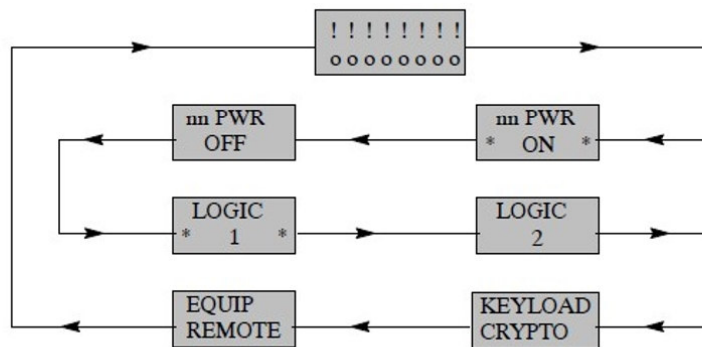 ! ! ! ! ! ! ! !
o o o o o o o o
nn PWR
OFF
nn PWR
* ON *
LOGIC
* 1 *
LOGIC
2
EQUIP
REMOTE
KEYLOAD
CRYPTO